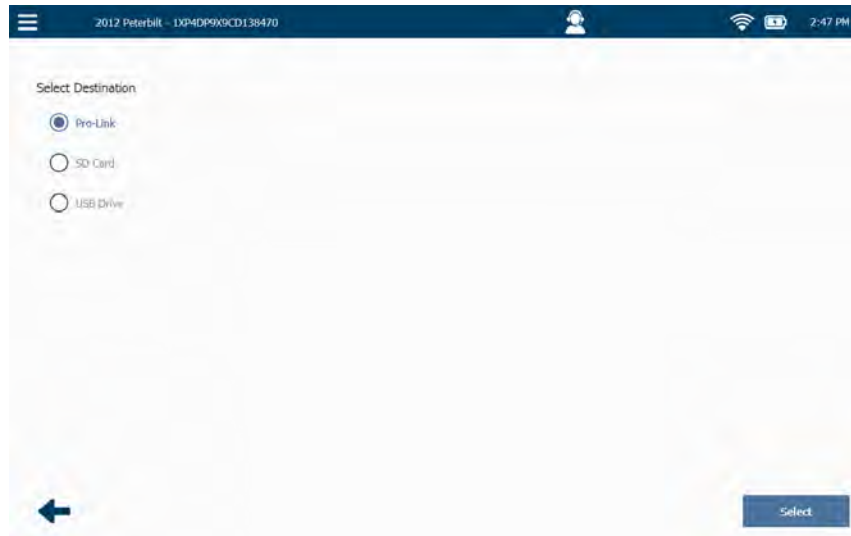 2012 Peterbilt - 1XP4DP9X9CD138470
2:47 PM
Select Destination
Pro-Link
SD Card
USB Drive
Select